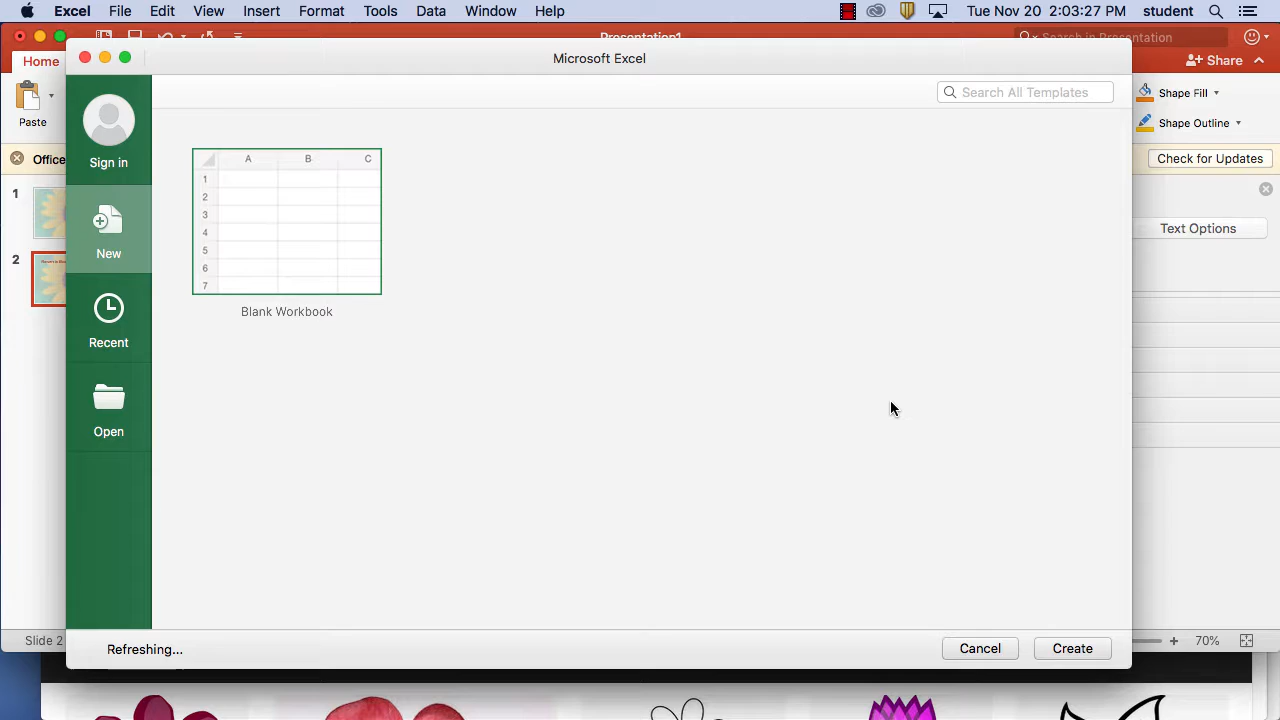 Excel File Edit View Insert Format Tools Data Window Help Tue Nov 20 2:03:27 PM student
Presentation1 Search in Presentation
Microsoft Excel
Home Share
Search All Templates
Shape Fill
Paste
Shape Outline
Sign in
Office Check for Updates
A B C
1
2
3
4
5
6
7
1
New
Text Options
2
Blank Workbook
Recent
Open
Slide 2 70%
Refreshing...
Cancel Create